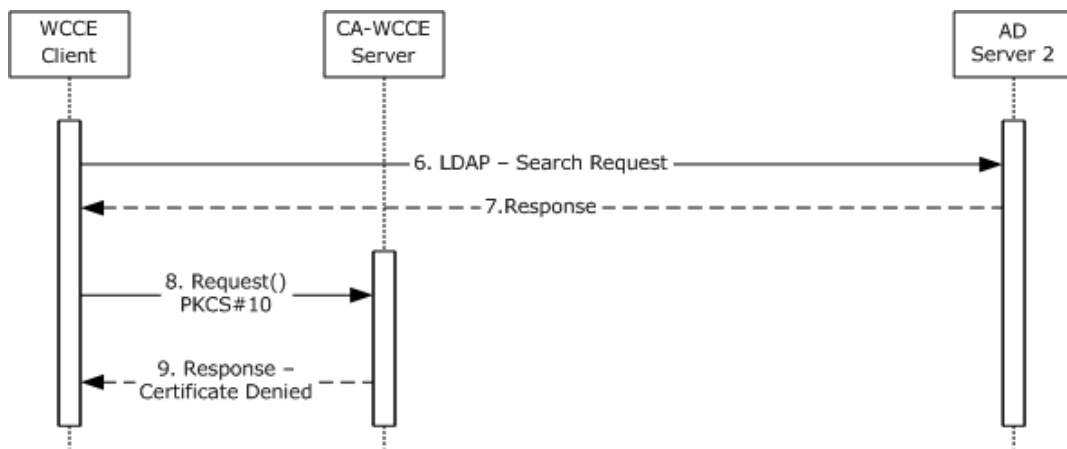 WCCE
Client
CA-WCCE
Server
AD
Server 2
6. LDAP – Search Request
7.Response
8. Request()
PKCS#10
9. Response –
Certificate Denied